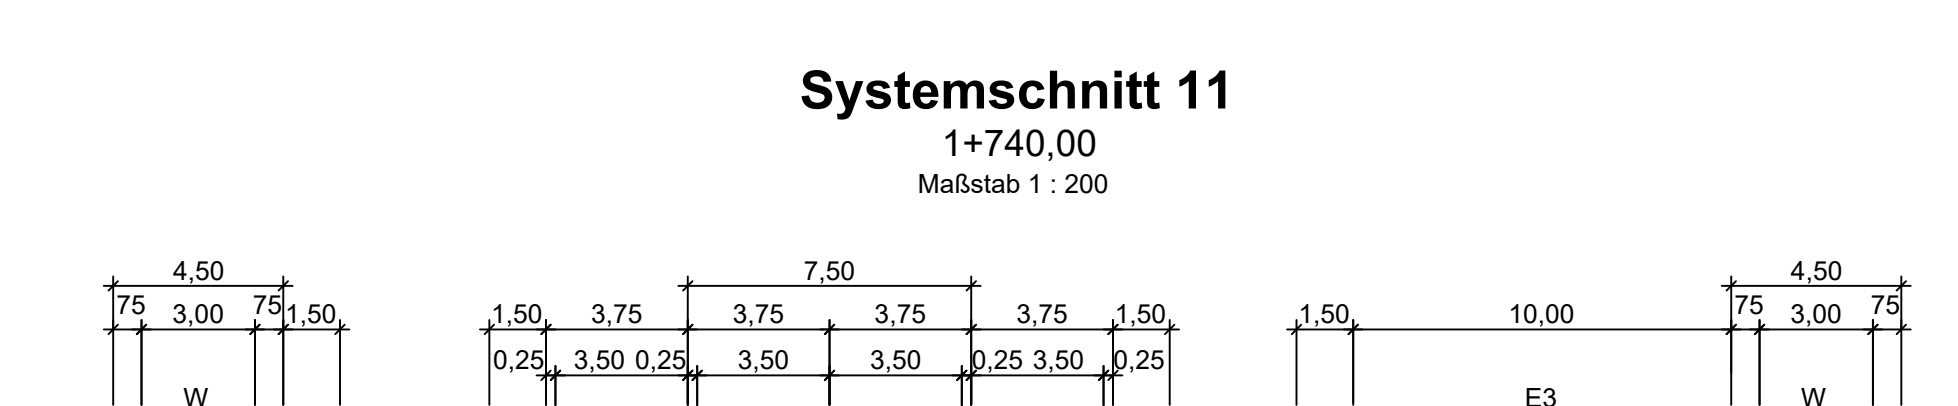 Systemschnitt 11
1+740,00
Maßstab 1 : 200
4,50 7,50 4,50
75 3,00 75 1,50 1,50 3,75 3,75 3,75 3,75 1,50 1,50 10,00 75 3,00 75
0,25 3,50 0,25 3,50 3,50 0,25 3,50 0,25
W E3 W